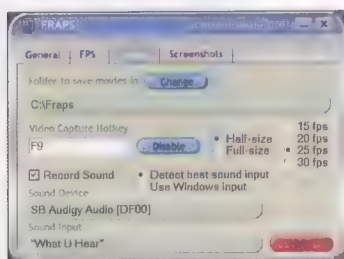 FRAPS
General FPS Screenshots
Folder to save movies in Change
C:\Fraps
Video Capture Hotkey
F9 Disable
Half-size
Full-size
15 fps
20 fps
25 fps
30 fps
Record Sound
Detect best sound input
Use Windows input
Sound Device
SB Audigy Audio [DF00]
Sound Input
"What U Hear"